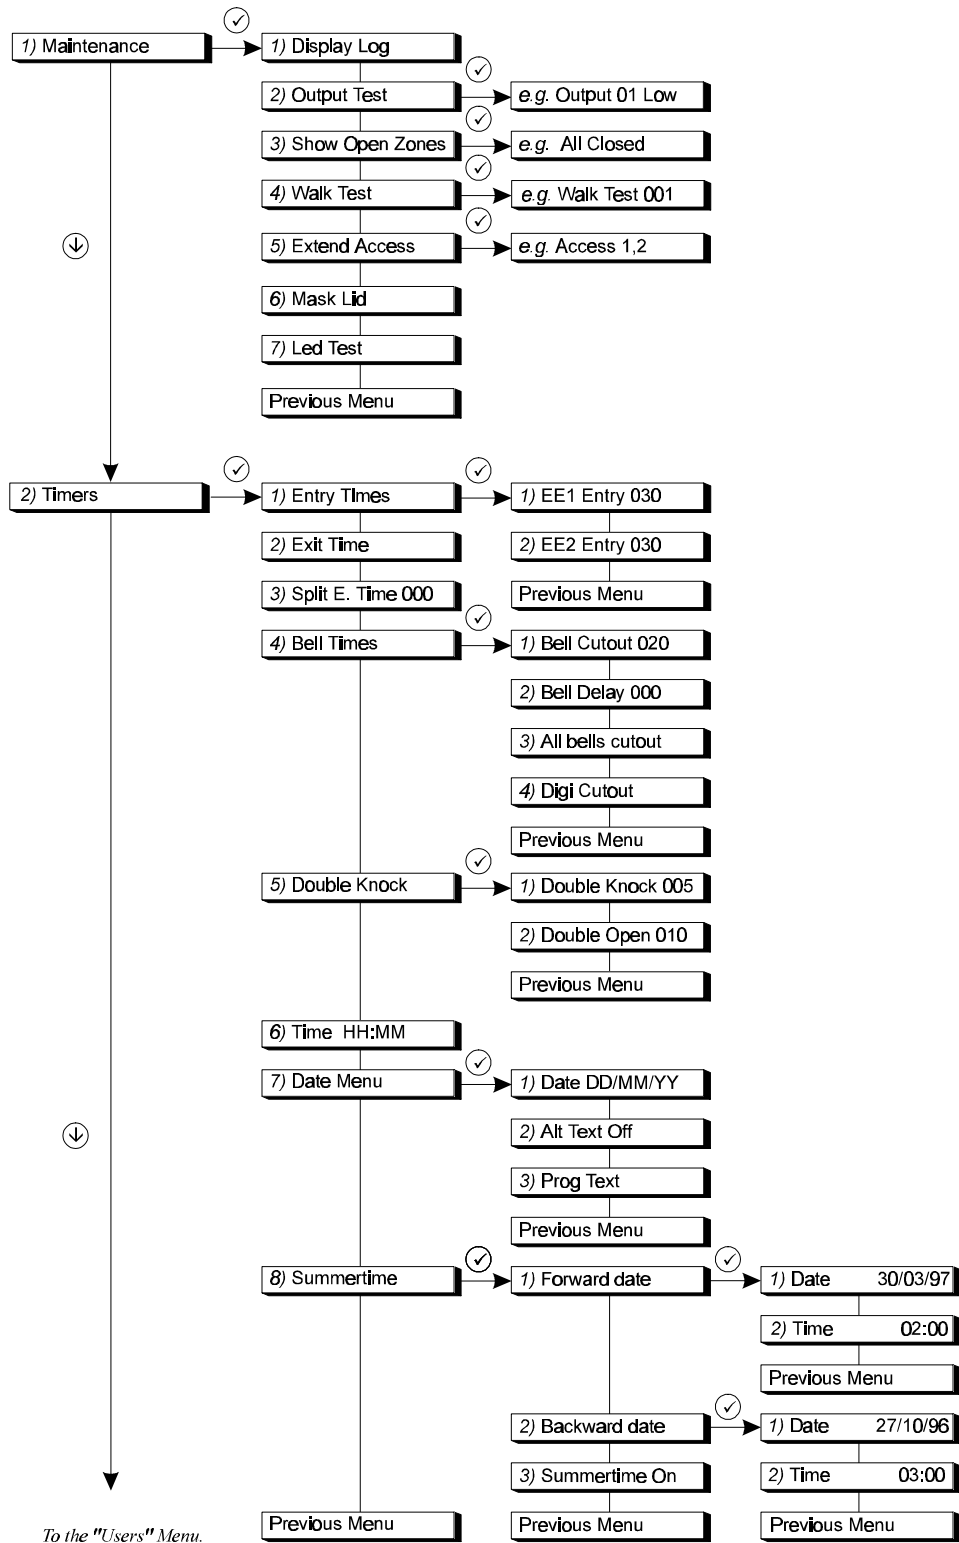 1) Maintenance
1) Display Log
2) Output Test
e.g. Output 01 Low
3) Show Open Zones
e.g. All Closed
4) Walk Test
e.g. Walk Test 001
5) Extend Access
e.g. Access 1,2
6) Mask Lid
7) Led Test
Previous Menu
2) Timers
1) Entry TImes
1) EE1 Entry 030
2) Exit Time
2) EE2 Entry 030
3) Split E. Time 000
Previous Menu
4) Bell Times
1) Bell Cutout 020
2) Bell Delay 000
3) All bells cutout
4) Digi Cutout
Previous Menu
5) Double Knock
1) Double Knock 005
2) Double Open 010
Previous Menu
6) Time HH:MM
7) Date Menu
1) Date DD/MM/YY
2) Alt Text Off
3) Prog Text
Previous Menu
8) Summertime
1) Forward date
1) Date 30/03/97
2) Time 02:00
Previous Menu
2) Backward date
1) Date 27/10/96
3) Summertime On
2) Time 03:00
Previous Menu
Previous Menu
Previous Menu
To the "Users" Menu.